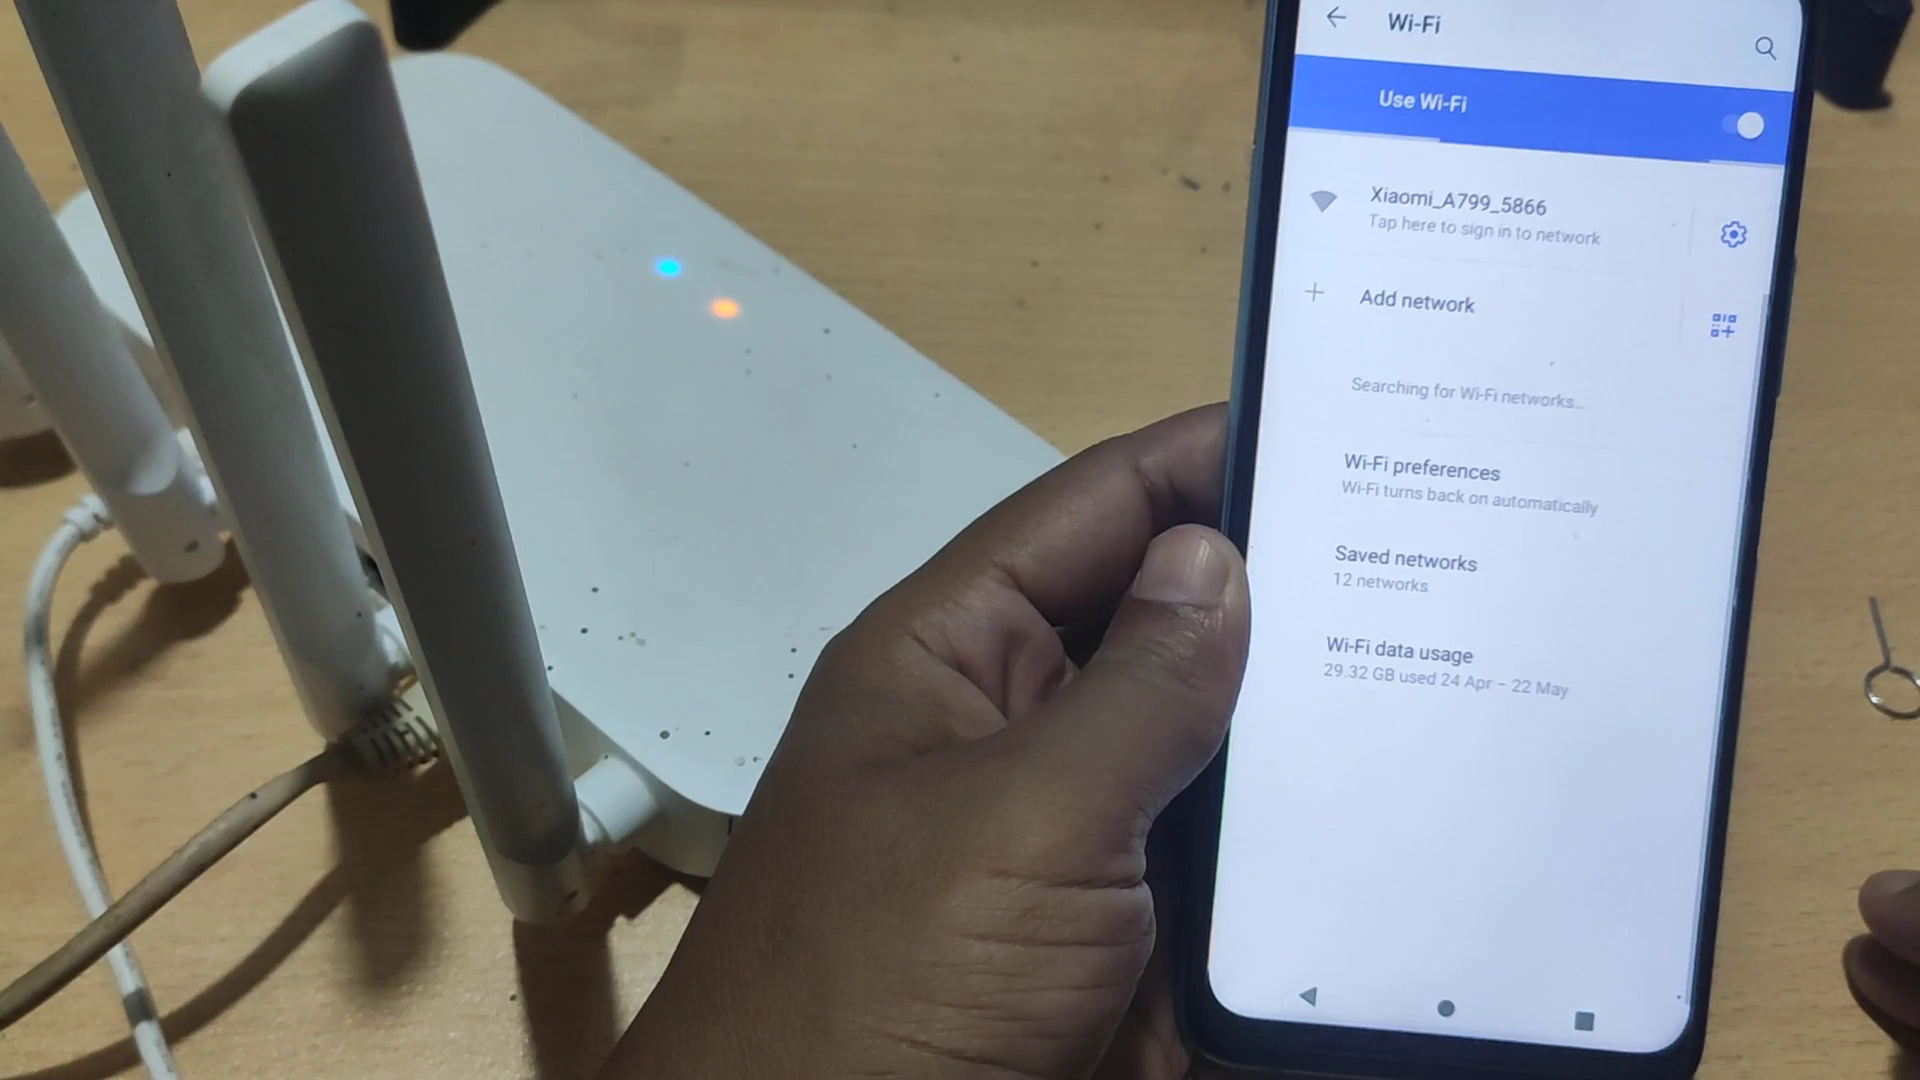 Wi-Fi
Use Wi-Fi
Xiaomi_A799_5866
Tap here to sign in to network
Add network
Searching for Wi-Fi networks...
Wi-Fi preferences
Wi-Fi turns back on automatically
Saved networks
12 networks
Wi-Fi data usage
29.32 GB used 24 Apr – 22 May